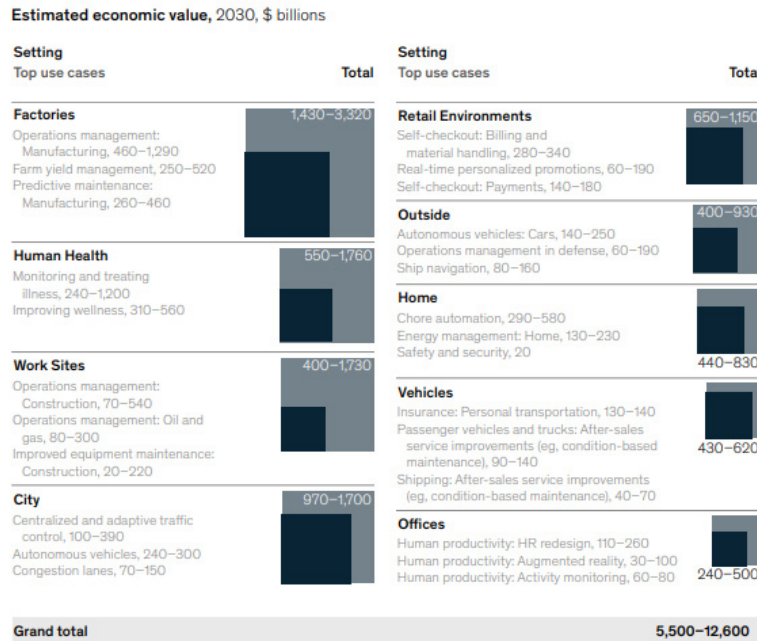 Estimated economic value, 2030, $ billions
Setting
Top use cases Total
Factories 1,430–3,320
Operations management:
Manufacturing, 460–1,290
Farm yield management, 250–520
Predictive maintenance:
Manufacturing, 260–460
Human Health 550–1,760
Monitoring and treating
illness, 240–1,200
Improving wellness, 310–560
Work Sites 400–1,730
Operations management:
Construction, 70–540
Operations management: Oil and
gas, 80–300
Improved equipment maintenance:
Construction, 20–220
City 970–1,700
Centralized and adaptive traffic
control, 100–390
Autonomous vehicles, 240–300
Congestion lanes, 70–150
Setting
Top use cases Tota
Retail Environments 650–1,150
Self-checkout: Billing and
material handling, 280–340
Real-time personalized promotions, 60–190
Self-checkout: Payments, 140–180
Outside 400–930
Autonomous vehicles: Cars, 140–250
Operations management in defense, 60–190
Ship navigation, 80–160
Home
Chore automation, 290–580
Energy management: Home, 130–230
Safety and security, 20
440–830
Vehicles
Insurance: Personal transportation, 130–140
Passenger vehicles and trucks: After-sales
service improvements (eg, condition-based
maintenance), 90–140
430–620
Shipping: After-sales service improvements
(eg, condition-based maintenance), 40–70
Offices
Human productivity: HR redesign, 110–260
Human productivity: Augmented reality, 30–100
Human productivity: Activity monitoring, 60–80 240–500
Grand total 5,500–12,600